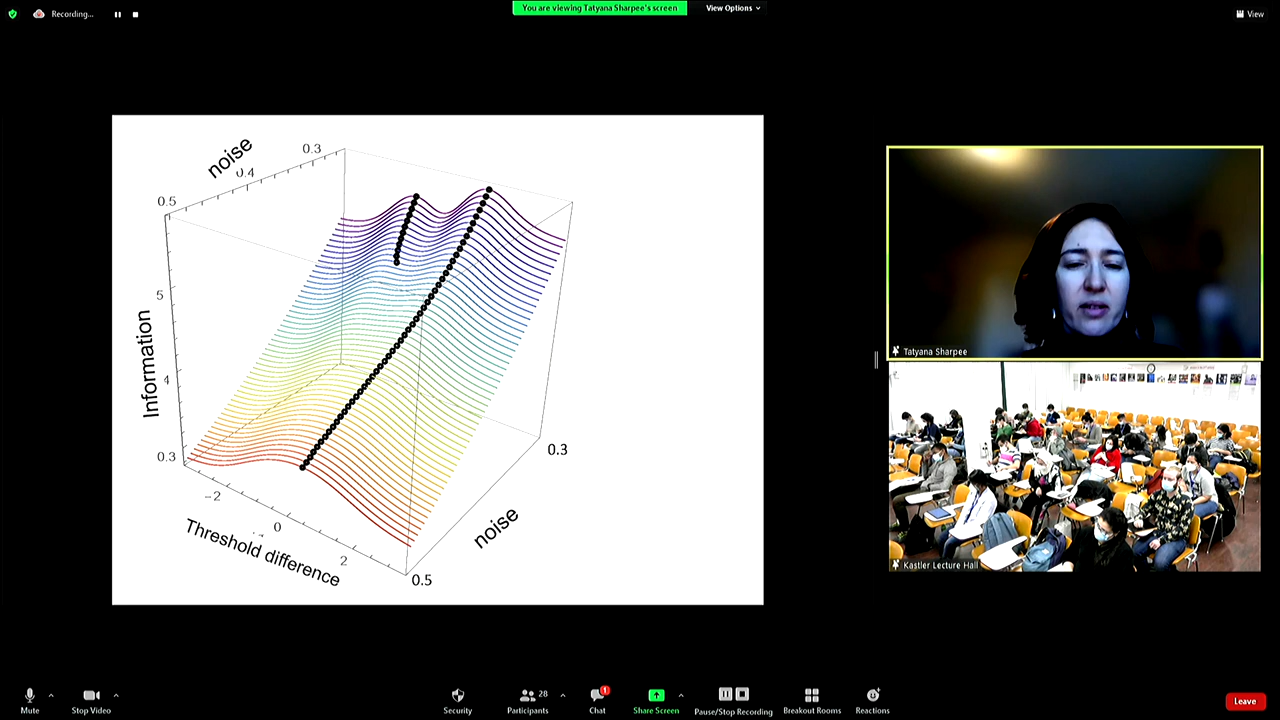 Recording...
You are viewing Tatyana Sharpee's screen
View Options
View
noise
0.3
0.4
0.5
5
4
0.3
Information
-2
0
2
Threshold difference
noise
0.3
0.5
Tatyana Sharpee
Kastler Lecture Hall
Mute
Stop Video
Security
Participants
28
Chat
1
Share Screen
Pause/Stop Recording
Breakout Rooms
Reactions
Leave